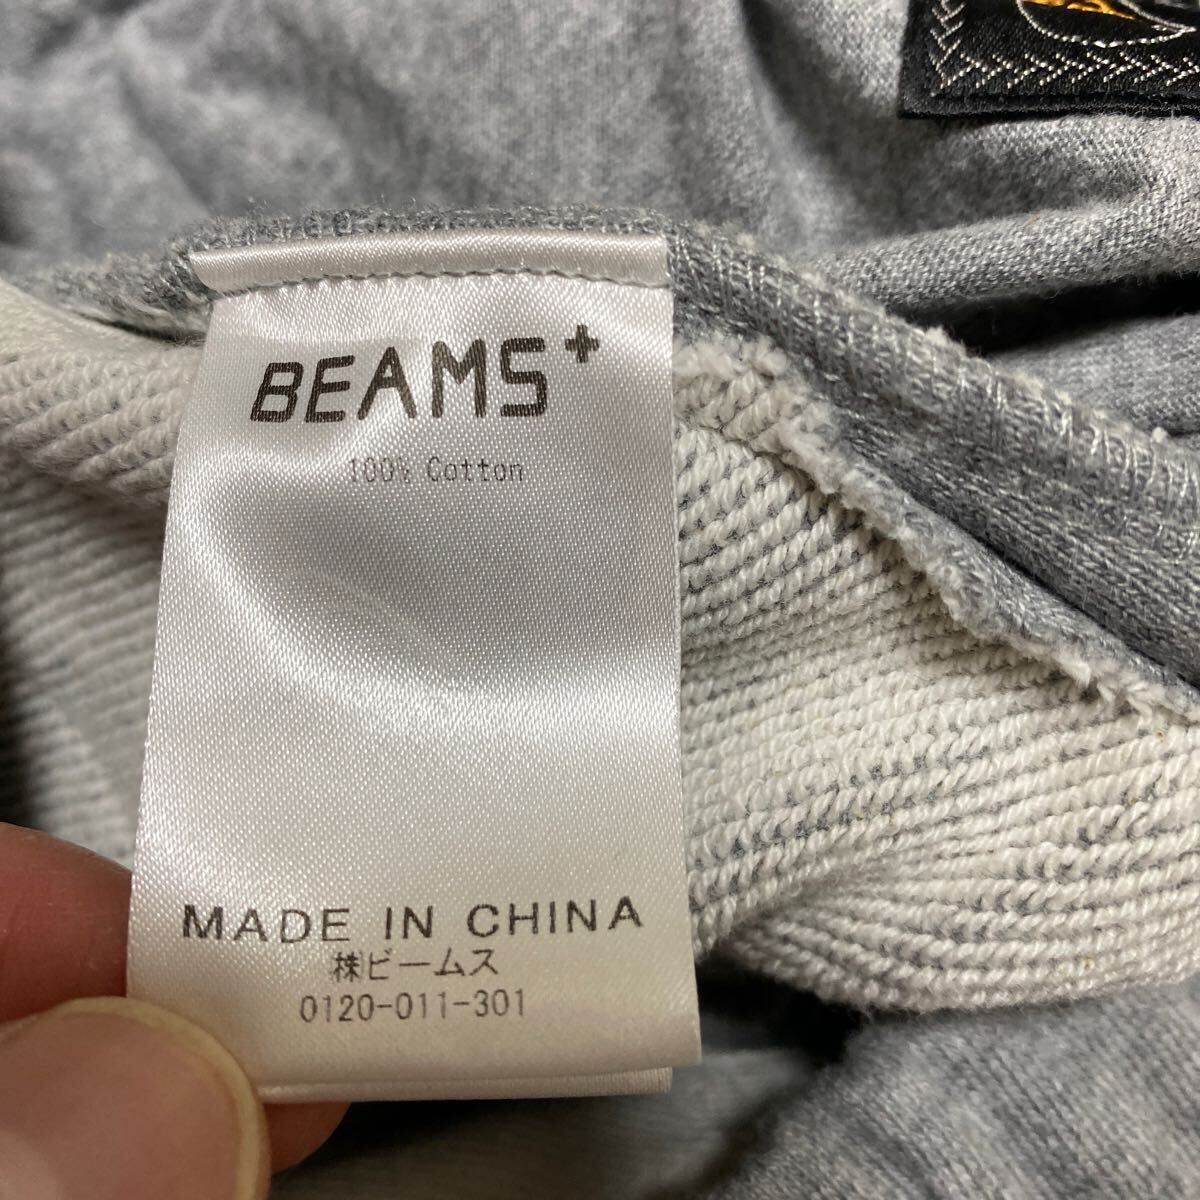 BEAMS+
100% Cotton
MADE IN CHINA
㈱ビームス
0120-011-301